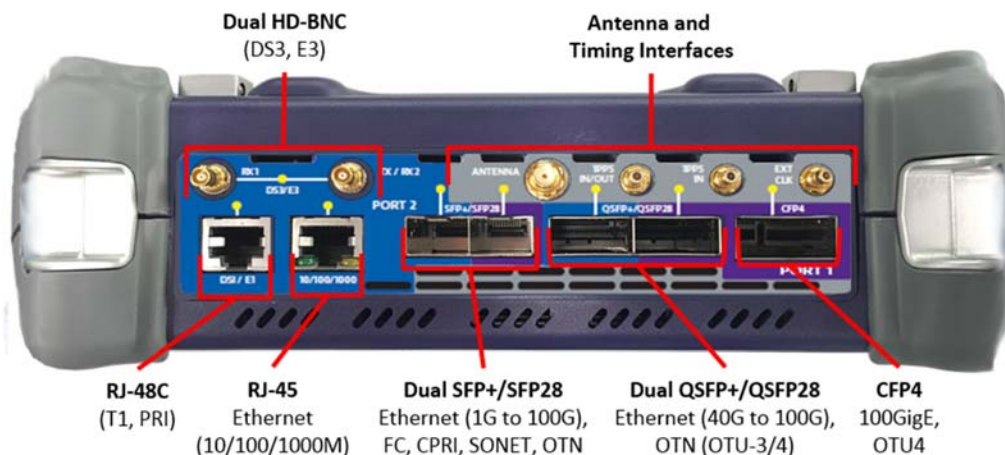 Dual HD-BNC
(DS3, E3)
Antenna and
Timing Interfaces
RX1
DS3/E3
TX / RX2
PORT 2
SFP+/SFP28
ANTENNA
1PPS
IN/OUT
QSFP+/QSFP28
1PPS
IN
EXT
CLK
CFP4
DS1 / E1
10/100/1000
PORT 1
RJ-48C
(T1, PRI)
RJ-45
Ethernet
(10/100/1000M)
Dual SFP+/SFP28
Ethernet (1G to 100G),
FC, CPRI, SONET, OTN
Dual QSFP+/QSFP28
Ethernet (40G to 100G),
OTN (OTU-3/4)
CFP4
100GigE,
OTU4